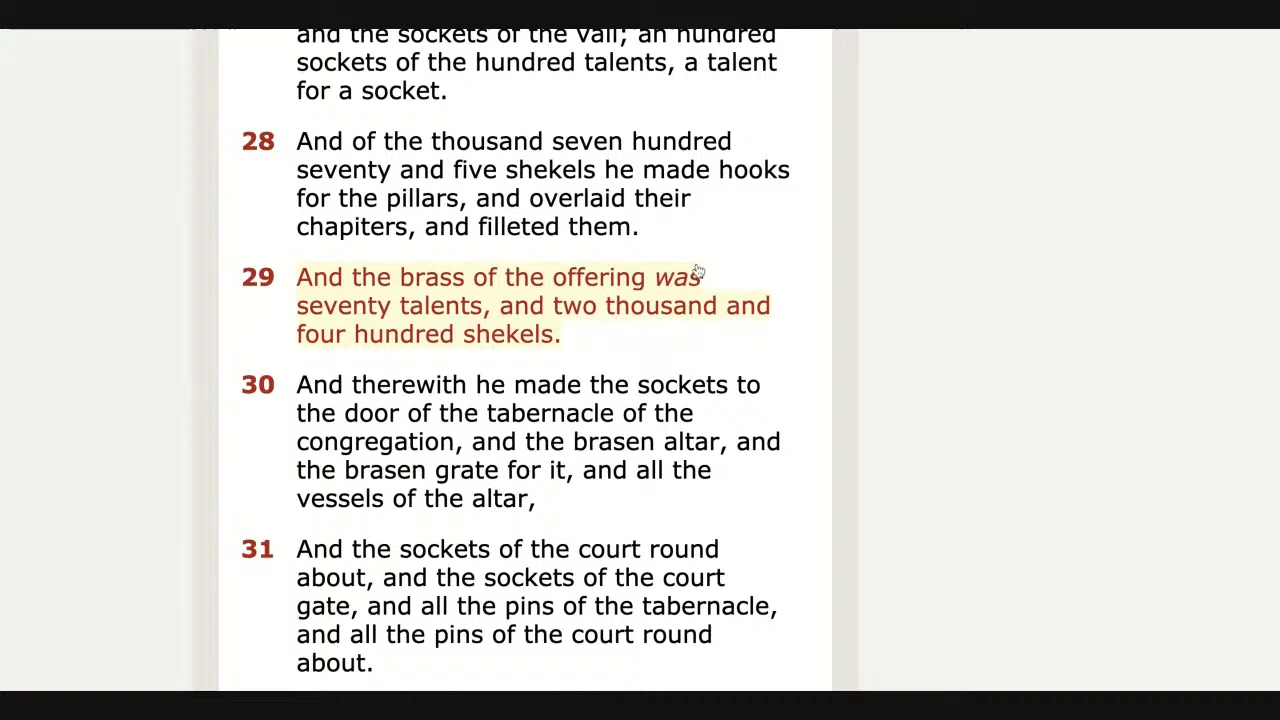 and the sockets of the vail; an hundred
sockets of the hundred talents, a talent
for a socket.
28 And of the thousand seven hundred
seventy and five shekels he made hooks
for the pillars, and overlaid their
chapiters, and filleted them.
29 And the brass of the offering was
seventy talents, and two thousand and
four hundred shekels.
30 And therewith he made the sockets to
the door of the tabernacle of the
congregation, and the brasen altar, and
the brasen grate for it, and all the
vessels of the altar,
31 And the sockets of the court round
about, and the sockets of the court
gate, and all the pins of the tabernacle,
and all the pins of the court round
about.